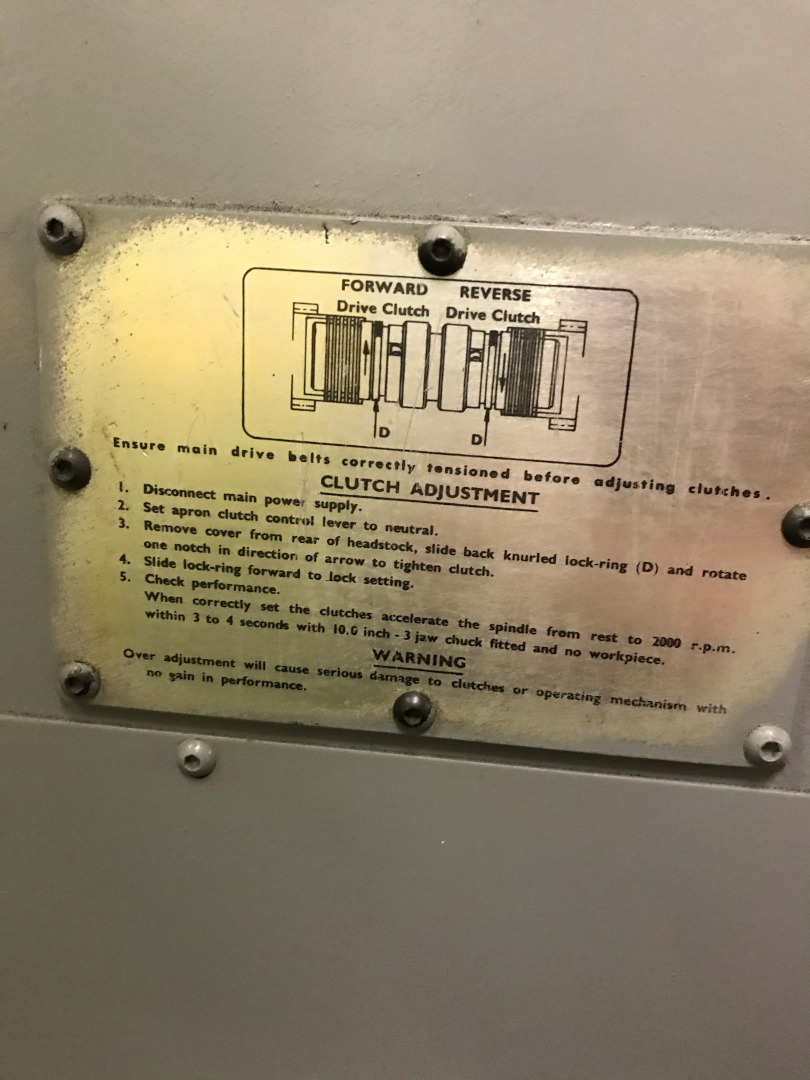 FORWARD REVERSE
Drive Clutch Drive Clutch
D D
D D
Ensure main drive belts correctly tensioned before adjusting clutches.
CLUTCH ADJUSTMENT
1. Disconnect main power supply.
2. Set apron clutch control lever to neutral.
3. Remove cover from rear of headstock, slide back knurled lock-ring (D) and rotate
one notch in direction of arrow to tighten clutch.
4. Slide lock-ring forward to lock setting.
5. Check performance.
When correctly set the clutches accelerate the spindle from rest to 2000 r.p.m.
within 3 to 4 seconds with 10.0 inch - 3 jaw chuck fitted and no workpiece.
WARNING
Over adjustment will cause serious damage to clutches or operating mechanism with
no gain in performance.